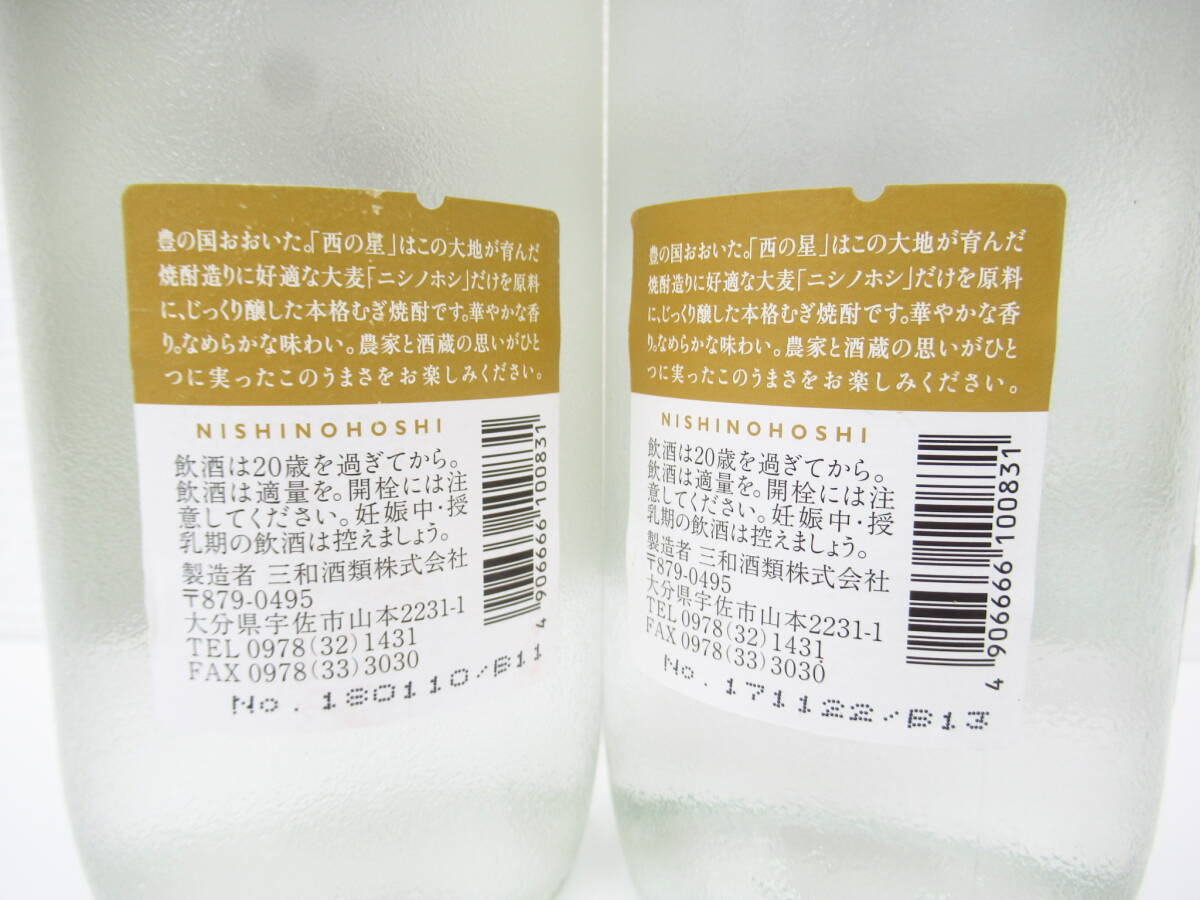 豊の国おおいた。「西の星」はこの大地が育んだ
焼酎造りに好適な大麦「ニシノホシ」だけを原料
に、じっくり醸した本格むぎ焼酎です。華やかな香
り。なめらかな味わい。農家と酒蔵の思いがひと
つに実ったこのうまさをお楽しみください。
NISHINOHOSHI
飲酒は20歳を過ぎてから。
飲酒は適量を。開栓には注
意してください。妊娠中・授
乳期の飲酒は控えましょう。
製造者 三和酒類株式会社
〒879-0495
大分県宇佐市山本2231-1
TEL 0978(32)1431
FAX 0978(33)3030
4 906666 100831
No. 180110/B11
豊の国おおいた。「西の星」はこの大地が育んだ
焼酎造りに好適な大麦「ニシノホシ」だけを原料
に、じっくり醸した本格むぎ焼酎です。華やかな香
り。なめらかな味わい。農家と酒蔵の思いがひと
つに実ったこのうまさをお楽しみください。
NISHINOHOSHI
飲酒は20歳を過ぎてから。
飲酒は適量を。開栓には注
意してください。妊娠中・授
乳期の飲酒は控えましょう。
製造者 三和酒類株式会社
〒879-0495
大分県宇佐市山本2231-1
TEL 0978(32)1431
FAX 0978(33)3030
4 906666 100831
No. 171122/B13